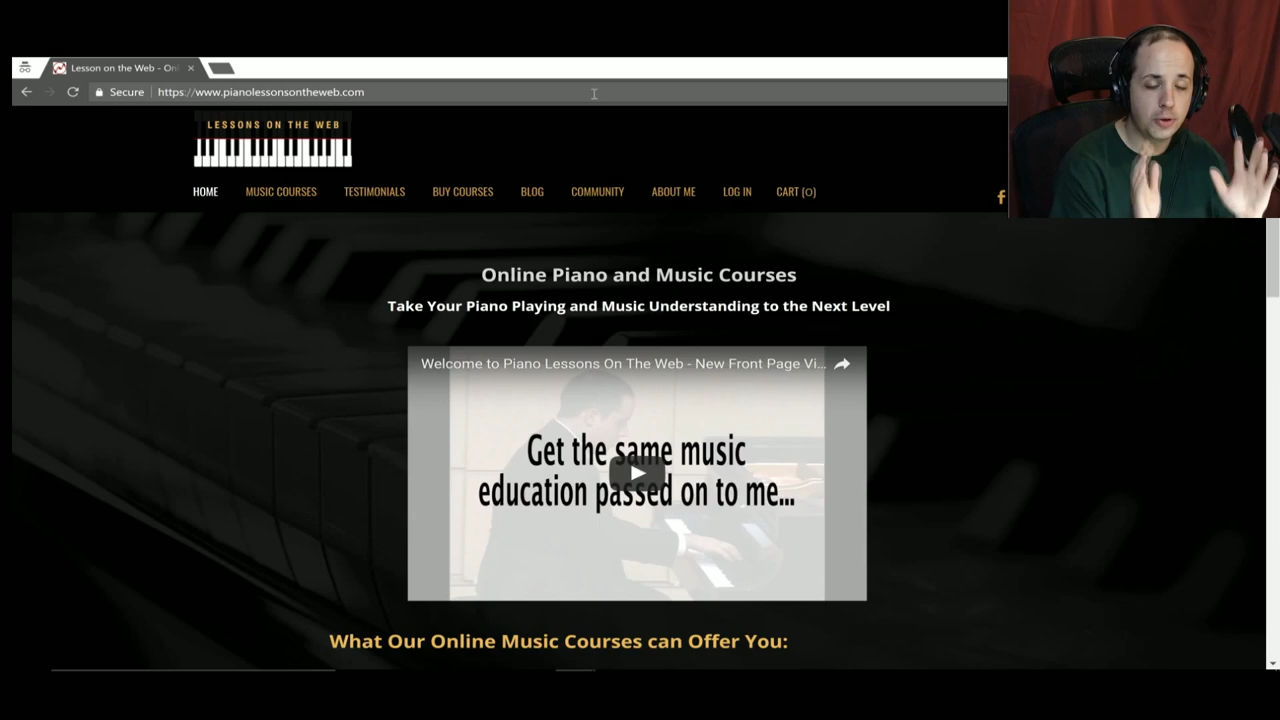 Lesson on the Web - Onl
Secure
https://www.pianolessonsontheweb.com
LESSONS ON THE WEB
HOME
MUSIC COURSES
TESTIMONIALS
BUY COURSES
BLOG
COMMUNITY
ABOUT ME
LOG IN
CART (0)
Online Piano and Music Courses
Take Your Piano Playing and Music Understanding to the Next Level
Welcome to Piano Lessons On The Web - New Front Page Vi...
Get the same music
education passed on to me...
What Our Online Music Courses can Offer You: